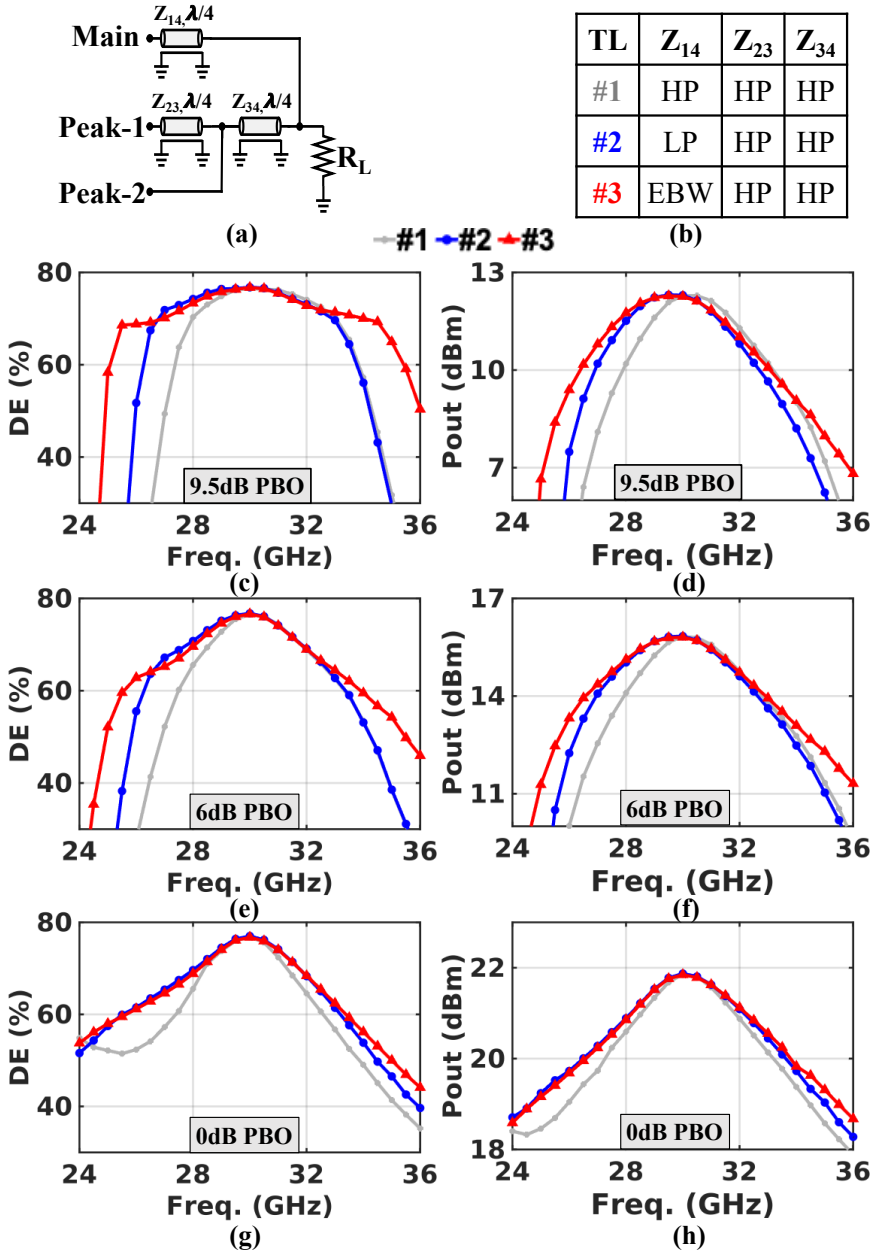 Main
Z14, λ/4
Z23, λ/4
Z34, λ/4
Peak-1
Peak-2
RL
(a)
TL Z14 Z23 Z34
#1 HP HP HP
#2 LP HP HP
#3 EBW HP HP
(b)
#1 #2 #3
80
60
40
DE (%)
9.5dB PBO
24 28 32 36
Freq. (GHz)
(c)
13
10
7
Pout (dBm)
9.5dB PBO
24 28 32 36
Freq. (GHz)
(d)
80
60
40
DE (%)
6dB PBO
24 28 32 36
Freq. (GHz)
(e)
17
14
11
Pout (dBm)
6dB PBO
24 28 32 36
Freq. (GHz)
(f)
80
60
40
DE (%)
0dB PBO
24 28 32 36
Freq. (GHz)
(g)
22
20
18
Pout (dBm)
0dB PBO
24 28 32 36
Freq. (GHz)
(h)